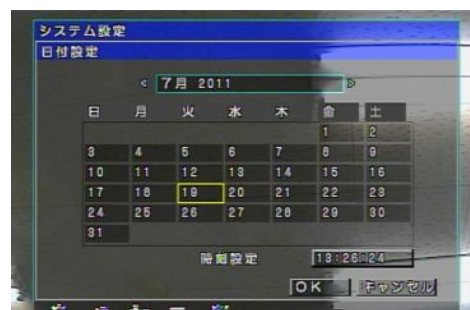 システム設定
日付設定
< 7月 2011 >
日 月 火 水 木 金 土
1 2
3 4 5 6 7 8 9
10 11 12 13 14 15 16
17 18 19 20 21 22 23
24 25 26 27 28 29 30
31
時刻設定 13:26:24
OK キャンセル